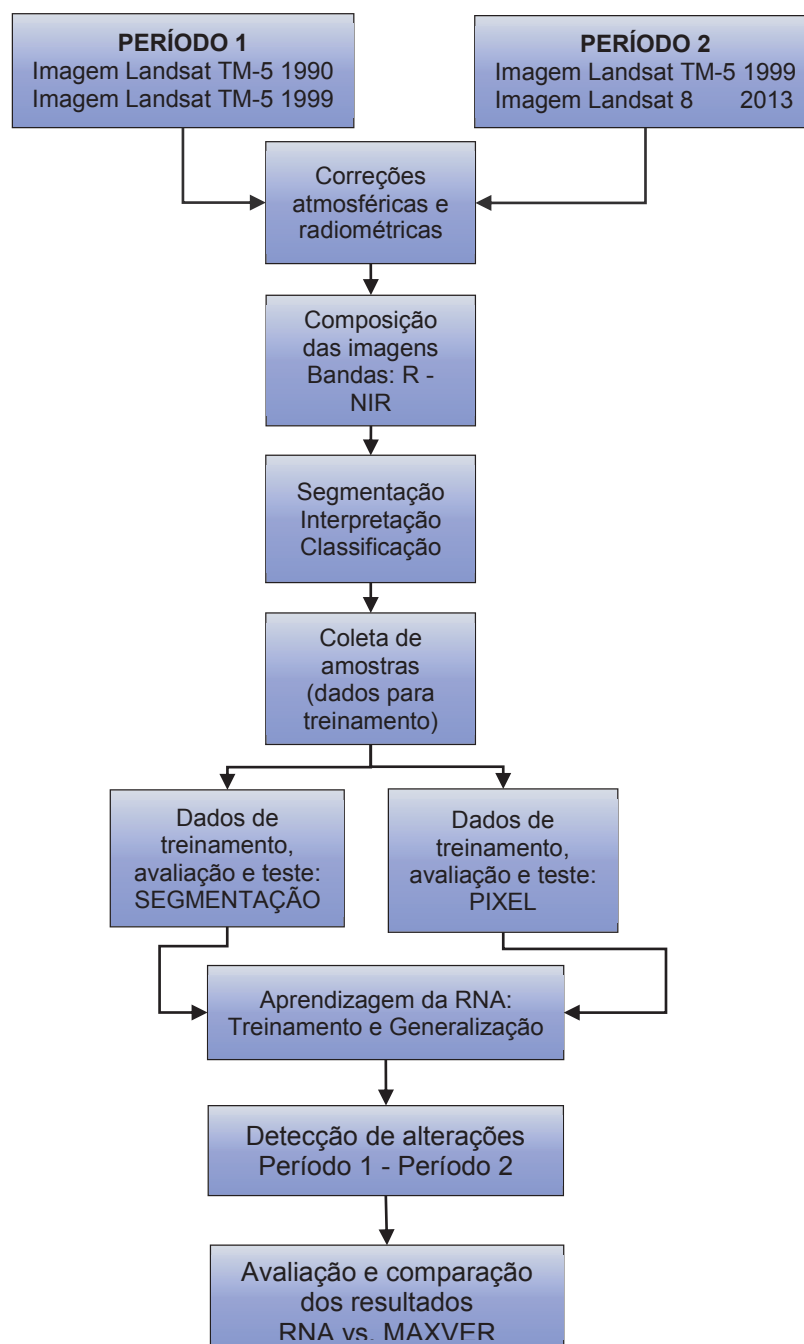 PERÍODO 1
Imagem Landsat TM-5 1990
Imagem Landsat TM-5 1999
PERÍODO 2
Imagem Landsat TM-5 1999
Imagem Landsat 8 2013
Correções
atmosféricas e
radiométricas
Composição
das imagens
Bandas: R -
NIR
Segmentação
Interpretação
Classificação
Coleta de
amostras
(dados para
treinamento)
Dados de
treinamento,
avaliação e teste:
SEGMENTAÇÃO
Dados de
treinamento,
avaliação e teste:
PIXEL
Aprendizagem da RNA:
Treinamento e Generalização
Detecção de alterações
Período 1 - Período 2
Avaliação e comparação
dos resultados
RNA vs. MAXVER